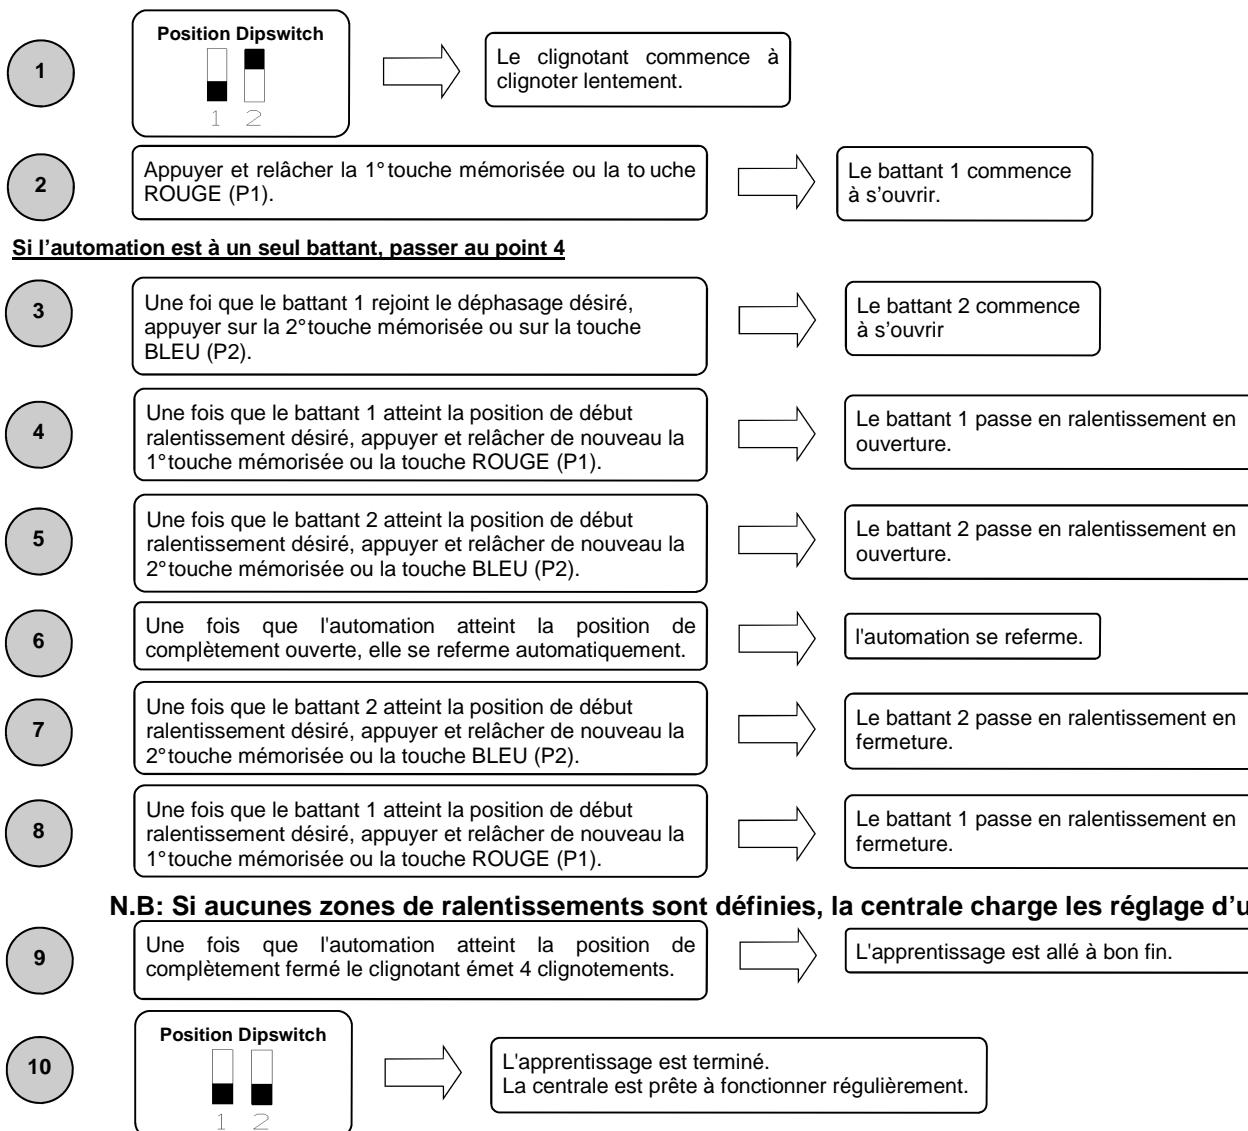 1
Position Dipswitch
1 2
Le clignotant commence à
clignoter lentement.
2
Appuyer et relâcher la 1° touche mémorisée ou la to uche
ROUGE (P1).
Le battant 1 commence
à s’ouvrir.
Si l’automation est à un seul battant, passer au point 4
3
Une foi que le battant 1 rejoint le déphasage désiré,
appuyer sur la 2° touche mémorisée ou sur la touche
BLEU (P2).
Le battant 2 commence
à s’ouvrir
4
Une fois que le battant 1 atteint la position de début
ralentissement désiré, appuyer et relâcher de nouveau la
1° touche mémorisée ou la touche ROUGE (P1).
Le battant 1 passe en ralentissement en
ouverture.
5
Une fois que le battant 2 atteint la position de début
ralentissement désiré, appuyer et relâcher de nouveau la
2° touche mémorisée ou la touche BLEU (P2).
Le battant 2 passe en ralentissement en
ouverture.
6
Une fois que l'automation atteint la position de
complètement ouverte, elle se referme automatiquement.
l'automation se referme.
7
Une fois que le battant 2 atteint la position de début
ralentissement désiré, appuyer et relâcher de nouveau la
2° touche mémorisée ou la touche BLEU (P2).
Le battant 2 passe en ralentissement en
fermeture.
8
Une fois que le battant 1 atteint la position de début
ralentissement désiré, appuyer et relâcher de nouveau la
1° touche mémorisée ou la touche ROUGE (P1).
Le battant 1 passe en ralentissement en
fermeture.
N.B: Si aucunes zones de ralentissements sont définies, la centrale charge les réglage d’u
9
Une fois que l'automation atteint la position de
complètement fermé le clignotant émet 4 clignotements.
L'apprentissage est allé à bon fin.
10
Position Dipswitch
1 2
L'apprentissage est terminé.
La centrale est prête à fonctionner régulièrement.